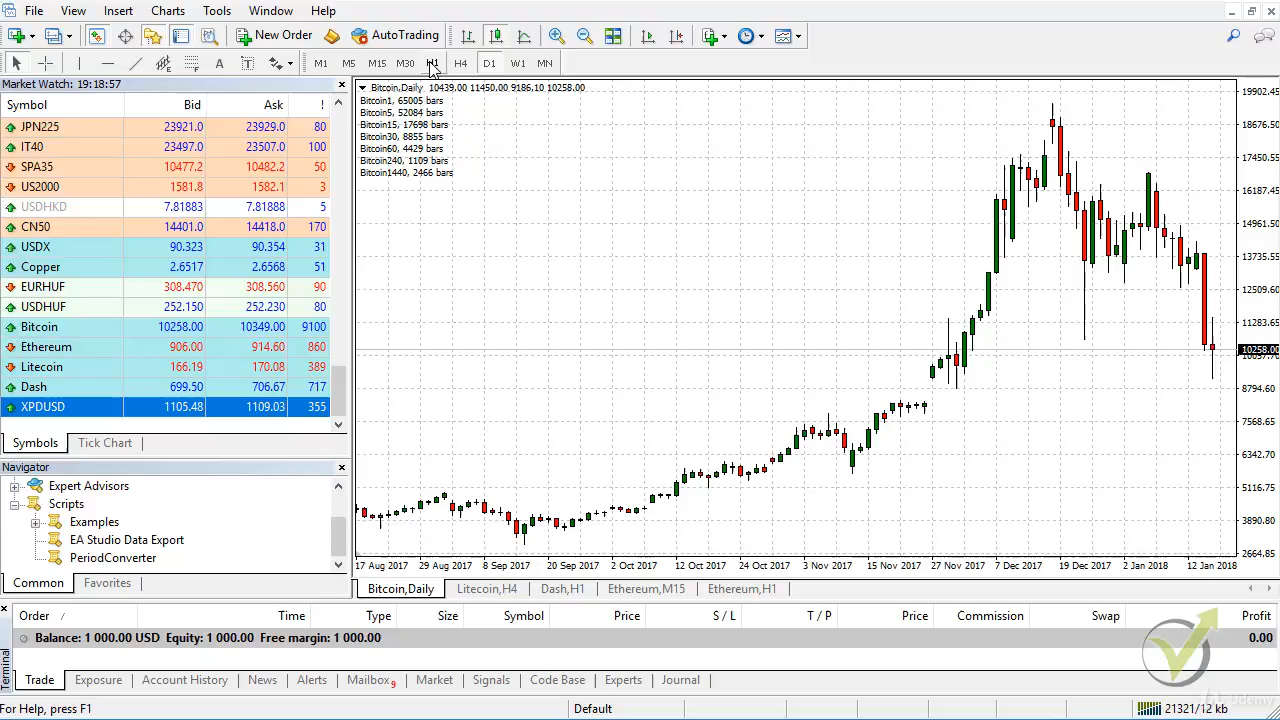 File View Insert Charts Tools Window Help
New Order AutoTrading
A T M1 M5 M15 M30 H1 H4 D1 W1 MN
Market Watch: 19:18:57
Symbol Bid Ask !
JPN225 23921.0 23929.0 80
IT40 23497.0 23507.0 100
SPA35 10477.2 10482.2 50
US2000 1581.8 1582.1 3
USDHKD 7.81883 7.81888 5
CN50 14401.0 14418.0 170
USDX 90.323 90.354 31
Copper 2.6517 2.6568 51
EURHUF 308.470 308.560 90
USDHUF 252.150 252.230 80
Bitcoin 10258.00 10349.00 9100
Ethereum 906.00 914.60 860
Litecoin 166.19 170.08 389
Dash 699.50 706.67 717
XPDUSD 1105.48 1109.03 355
Symbols Tick Chart
Navigator
Expert Advisors
Scripts
Examples
EA Studio Data Export
PeriodConverter
Common Favorites
Bitcoin,Daily 10439.00 11450.00 9186.10 10258.00
Bitcoin1, 65005 bars
Bitcoin5, 52084 bars
Bitcoin15, 17698 bars
Bitcoin30, 8855 bars
Bitcoin60, 4429 bars
Bitcoin240, 1109 bars
Bitcoin1440, 2466 bars
19902.45
18676.50
17450.55
16187.45
14961.50
13735.55
12509.60
11283.65
10258.00
10057.70
8794.60
7568.65
6342.70
5116.75
3890.80
2664.85
17 Aug 2017 29 Aug 2017 8 Sep 2017 20 Sep 2017 2 Oct 2017 12 Oct 2017 24 Oct 2017 3 Nov 2017 15 Nov 2017 27 Nov 2017 7 Dec 2017 19 Dec 2017 2 Jan 2018 12 Jan 2018
Bitcoin,Daily Litecoin,H4 Dash,H1 Ethereum,M15 Ethereum,H1
Order / Time Type Size Symbol Price S / L T / P Price Commission Swap Profit
Balance: 1 000.00 USD Equity: 1 000.00 Free margin: 1 000.00 0.00
Terminal
Trade Exposure Account History News Alerts Mailbox 9 Market Signals Code Base Experts Journal
For Help, press F1 Default 21321/12 kb
Udemy